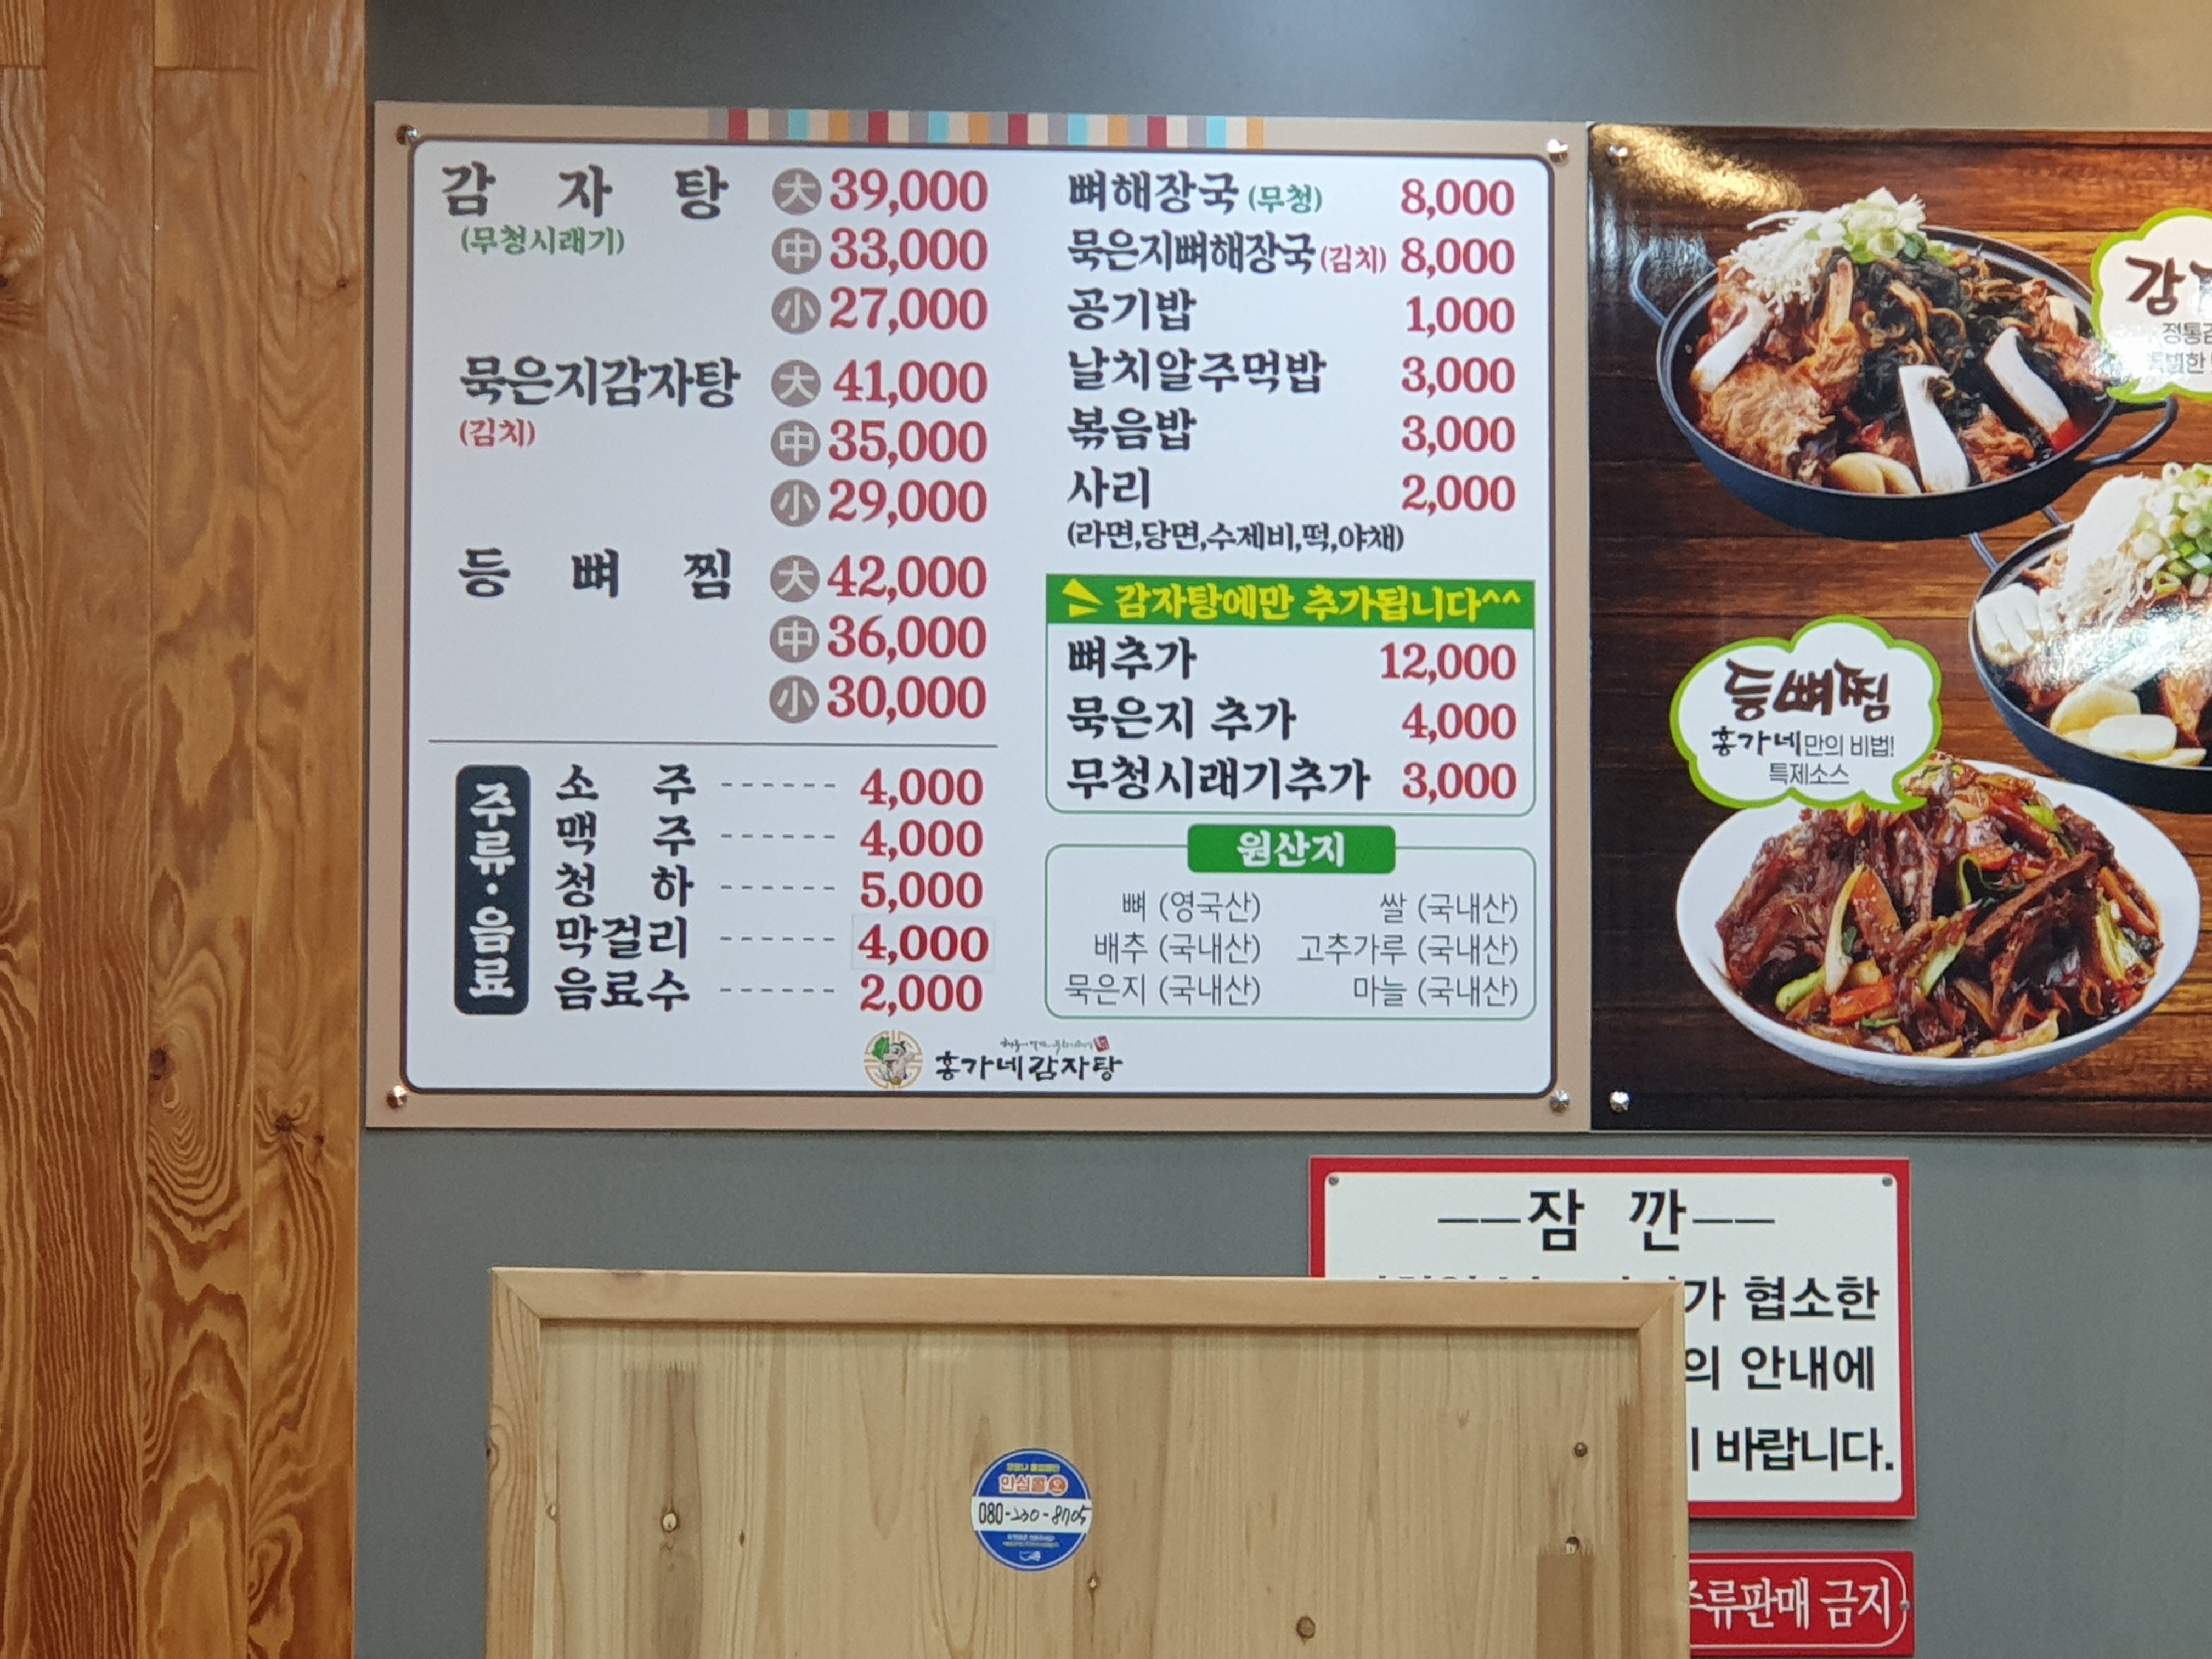 감 자 탕 大 39,000
(무청시래기)
中 33,000
小 27,000
묵은지감자탕 大 41,000
(김치)
中 35,000
小 29,000
등 뼈 찜 大 42,000
中 36,000
小 30,000
주류·음료
소 주 ------ 4,000
맥 주 ------ 4,000
청 하 ------ 5,000
막걸리 ------ 4,000
음료수 ------ 2,000
뼈해장국 (무청) 8,000
묵은지뼈해장국 (김치) 8,000
공기밥 1,000
날치알주먹밥 3,000
볶음밥 3,000
사리 2,000
(라면,당면,수제비,떡,야채)
감자탕에만 추가됩니다^^
뼈추가 12,000
묵은지 추가 4,000
무청시래기추가 3,000
원산지
뼈 (영국산) 쌀 (국내산)
배추 (국내산) 고추가루 (국내산)
묵은지 (국내산) 마늘 (국내산)
홍가네감자탕
감
정통
등뼈찜
홍가네만의 비법!
특제소스
——잠 깐——
가 협소한
의 안내에
바랍니다.
안심콜
080-230-8705
주류판매 금지